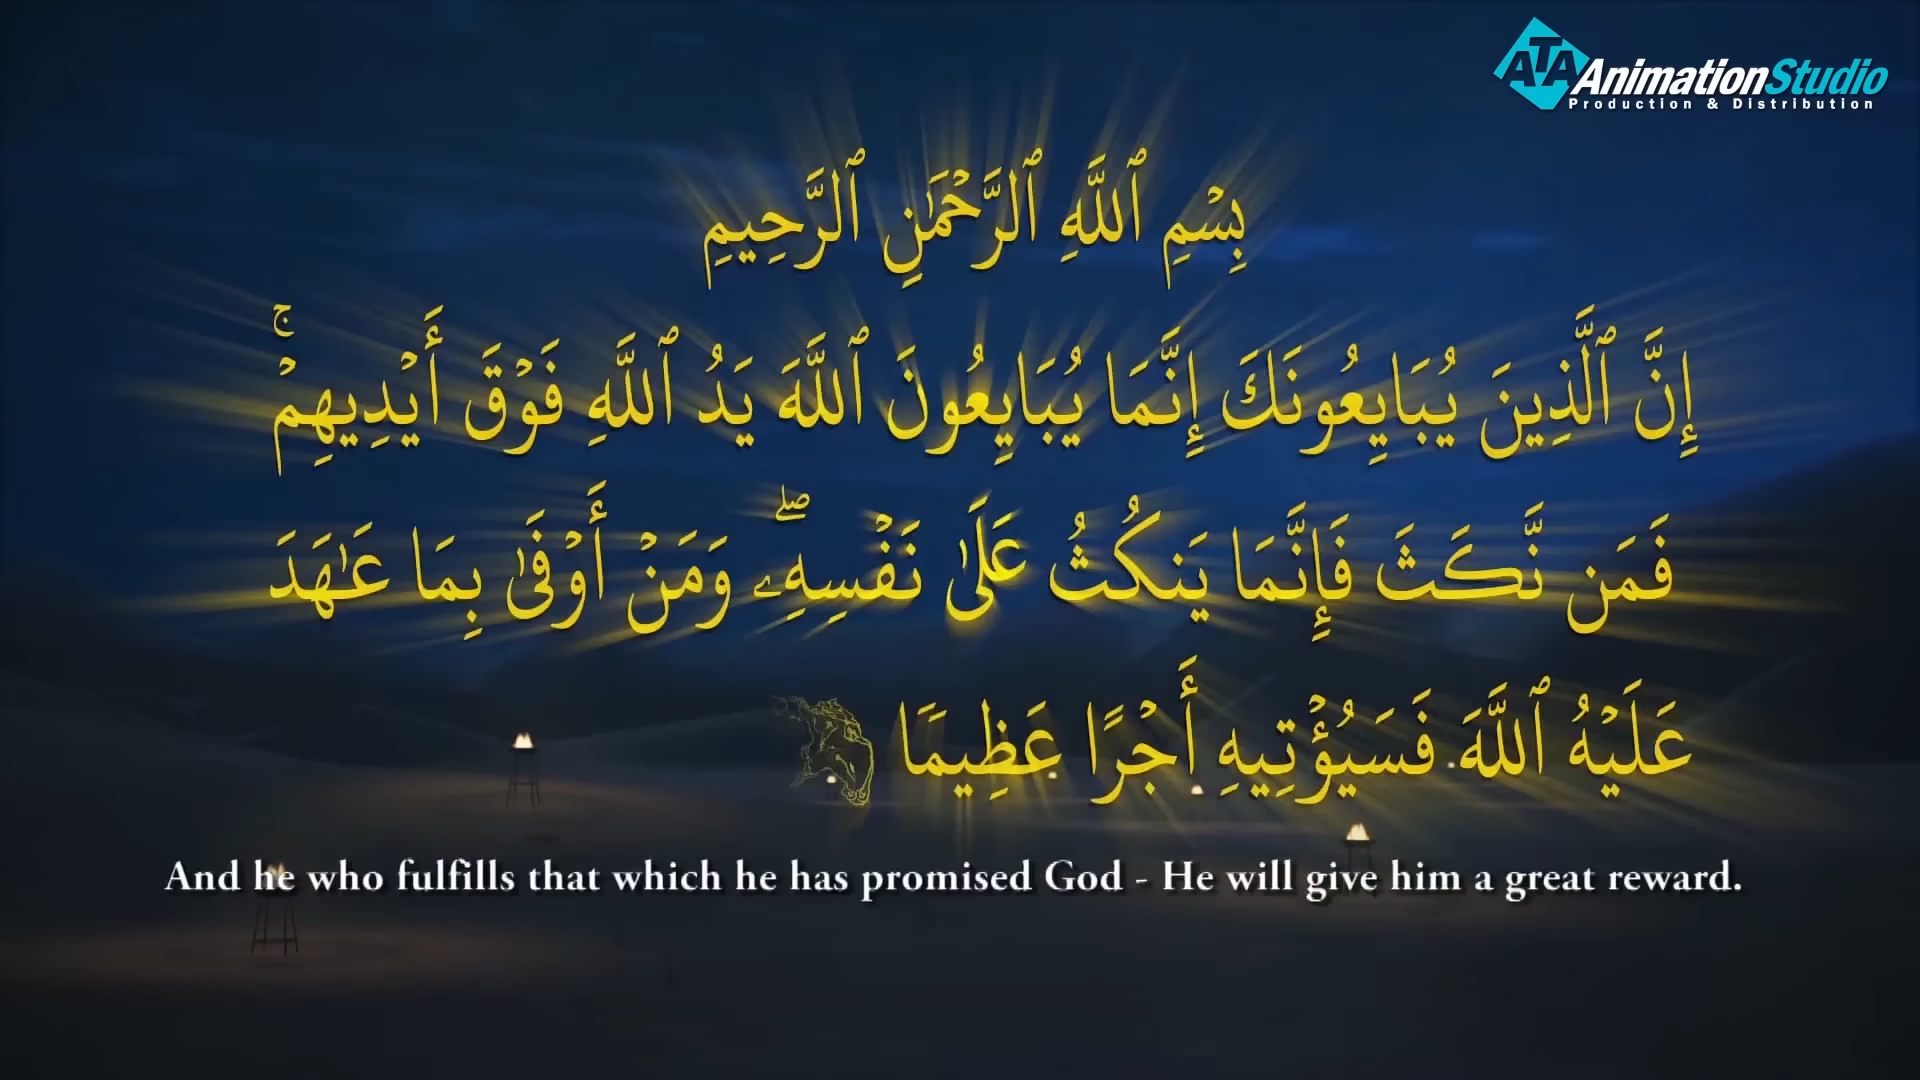 ATA AnimationStudio
Production & Distribution
بِسْمِ ٱللَّهِ ٱلرَّحْمَٰنِ ٱلرَّحِيمِ
إِنَّ ٱلَّذِينَ يُبَايِعُونَكَ إِنَّمَا يُبَايِعُونَ ٱللَّهَ يَدُ ٱللَّهِ فَوْقَ أَيْدِيهِمْ ۚ
فَمَن نَّكَثَ فَإِنَّمَا يَنكُثُ عَلَىٰ نَفْسِهِۦ ۖ وَمَنْ أَوْفَىٰ بِمَا عَٰهَدَ
عَلَيْهُ ٱللَّهَ فَسَيُؤْتِيهِ أَجْرًا عَظِيمًا
And he who fulfills that which he has promised God - He will give him a great reward.